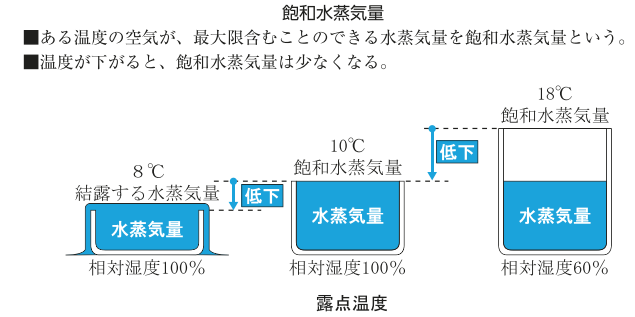 飽和水蒸気量
■ある温度の空気が、最大限含むことのできる水蒸気量を飽和水蒸気量という。
■温度が下がると、飽和水蒸気量は少なくなる。
18℃
飽和水蒸気量
10℃
飽和水蒸気量
低下
8℃
結露する水蒸気量
低下
水蒸気量
水蒸気量
水蒸気量
相対湿度100%
相対湿度100%
相対湿度60%
露点温度